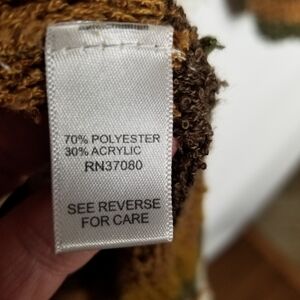 70% POLYESTER
30% ACRYLIC
RN37080
SEE REVERSE
FOR CARE